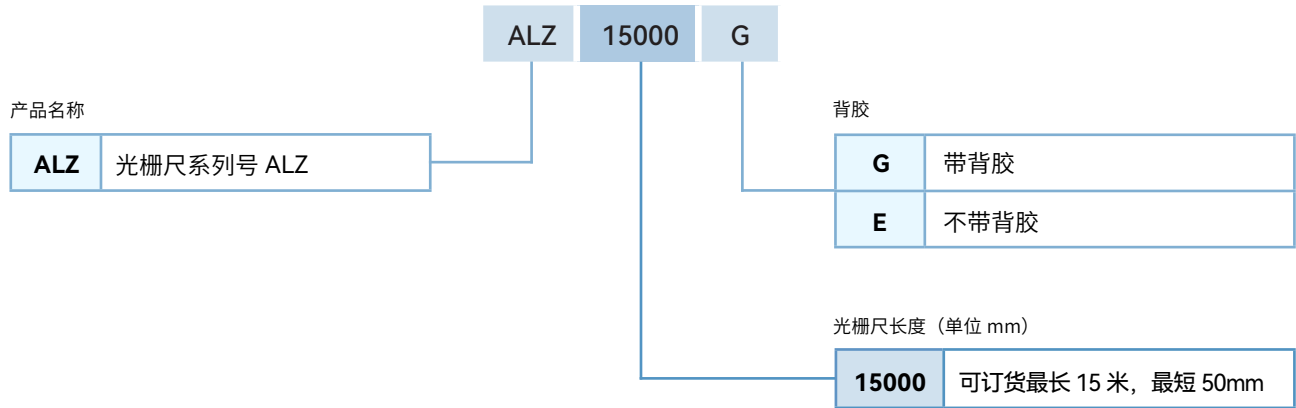 ALZ 15000 G
产品名称
ALZ 光栅尺系列号 ALZ
背胶
G 带背胶
E 不带背胶
光栅尺长度（单位 mm）
15000 可订货最长 15 米，最短 50mm